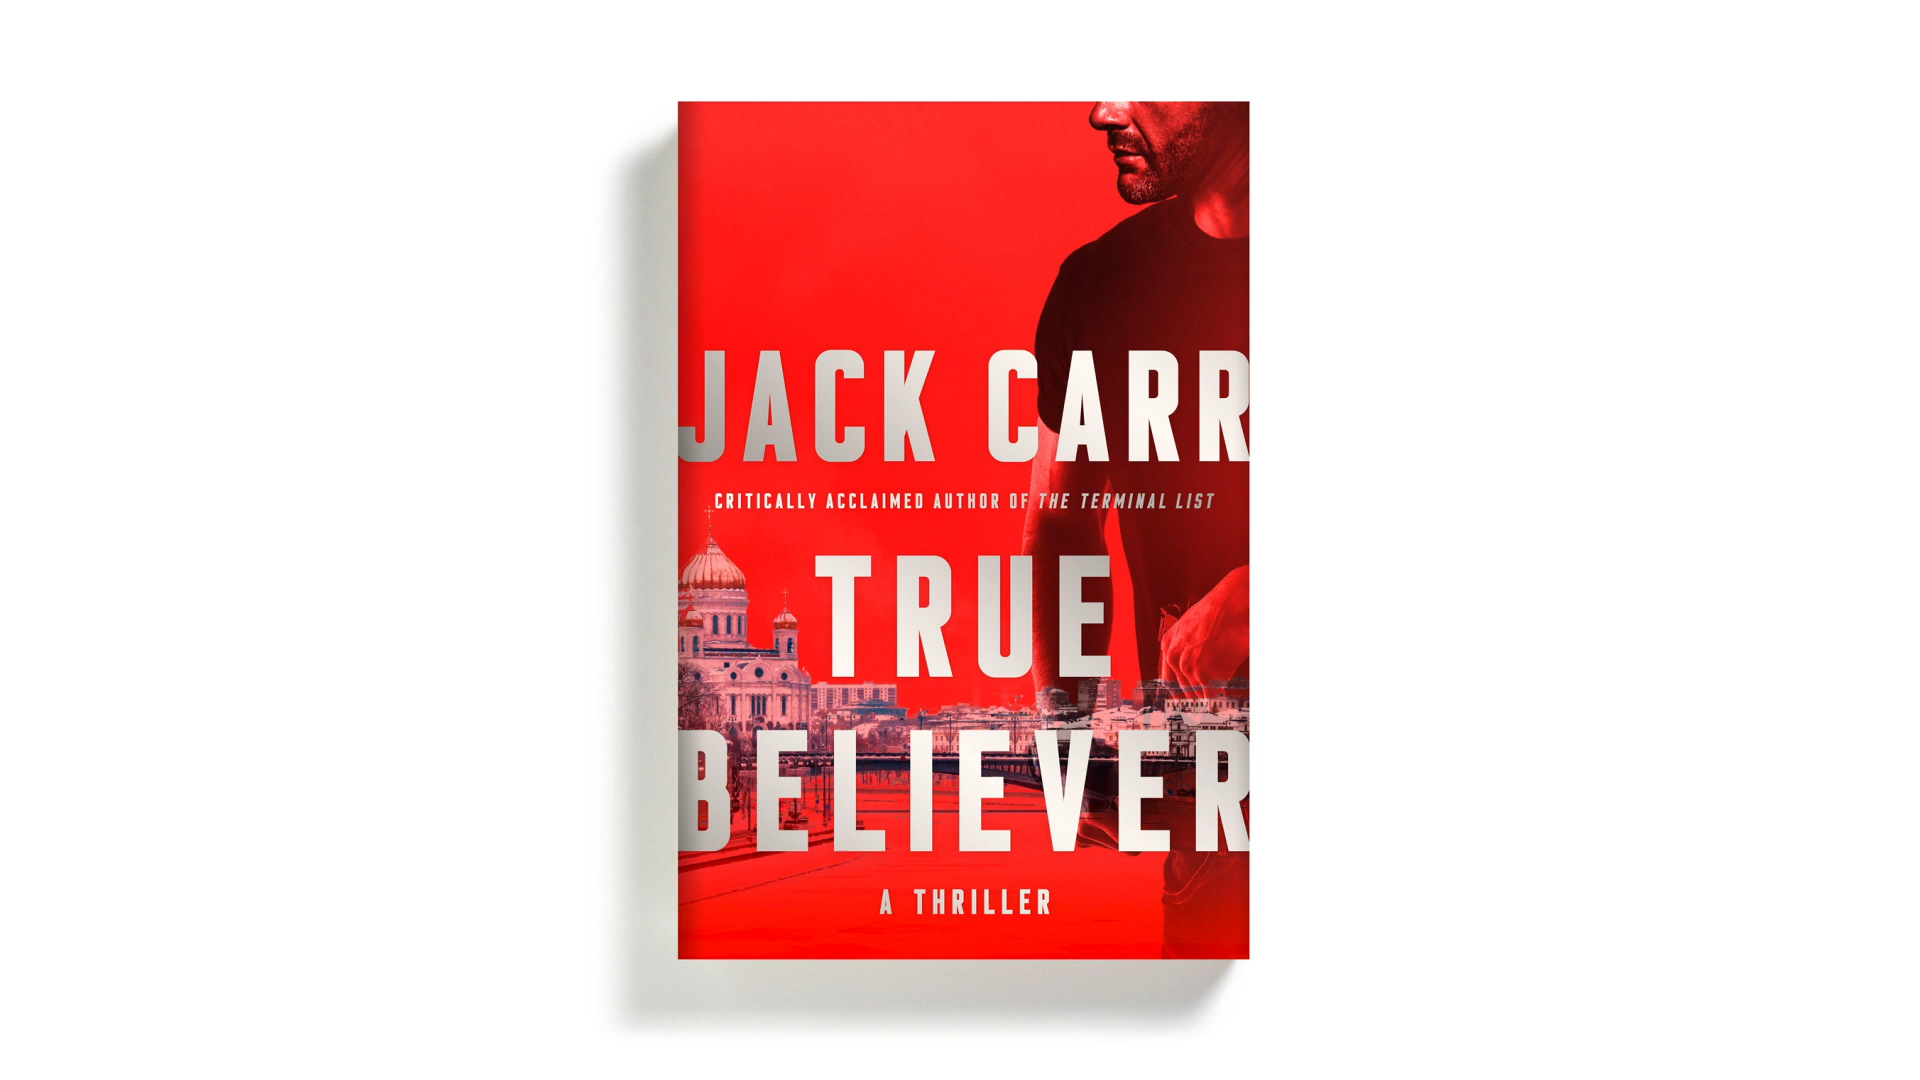 JACK CARR
CRITICALLY ACCLAIMED AUTHOR OF THE TERMINAL LIST
TRUE
BELIEVER
A THRILLER